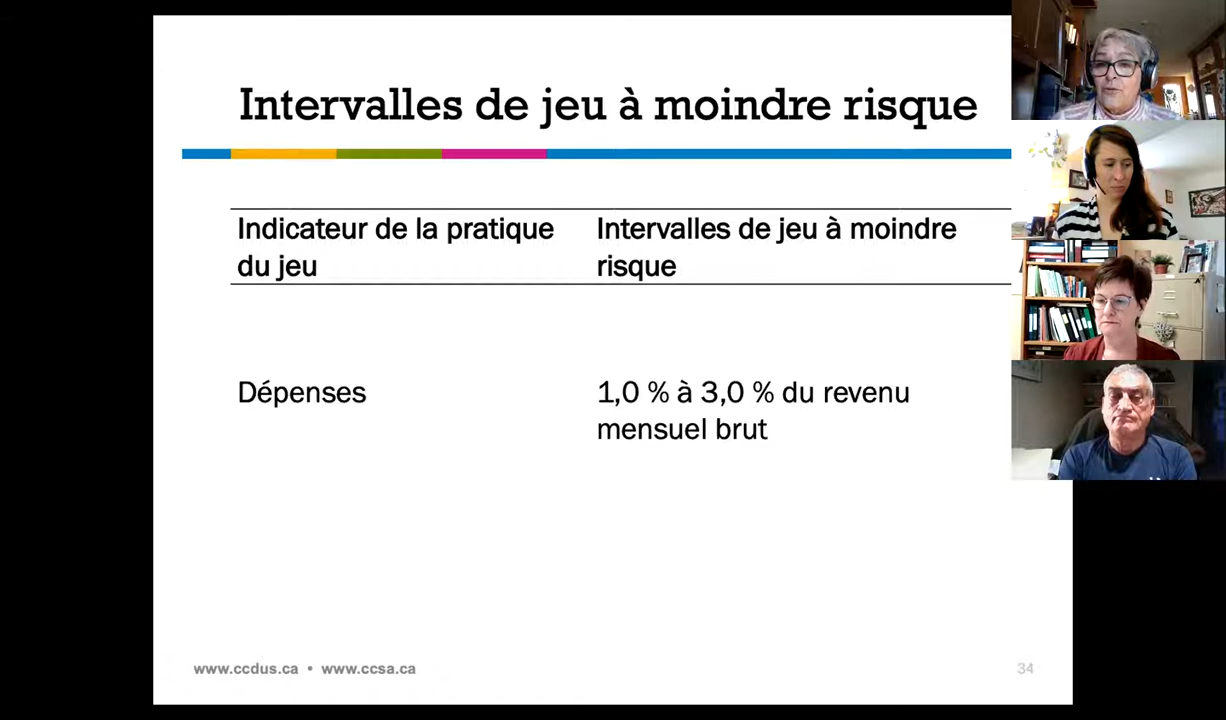 Intervalles de jeu à moindre risque
Indicateur de la pratique
du jeu
Intervalles de jeu à moindre
risque
Dépenses
1,0 % à 3,0 % du revenu
mensuel brut
www.ccdus.ca • www.ccsa.ca
34